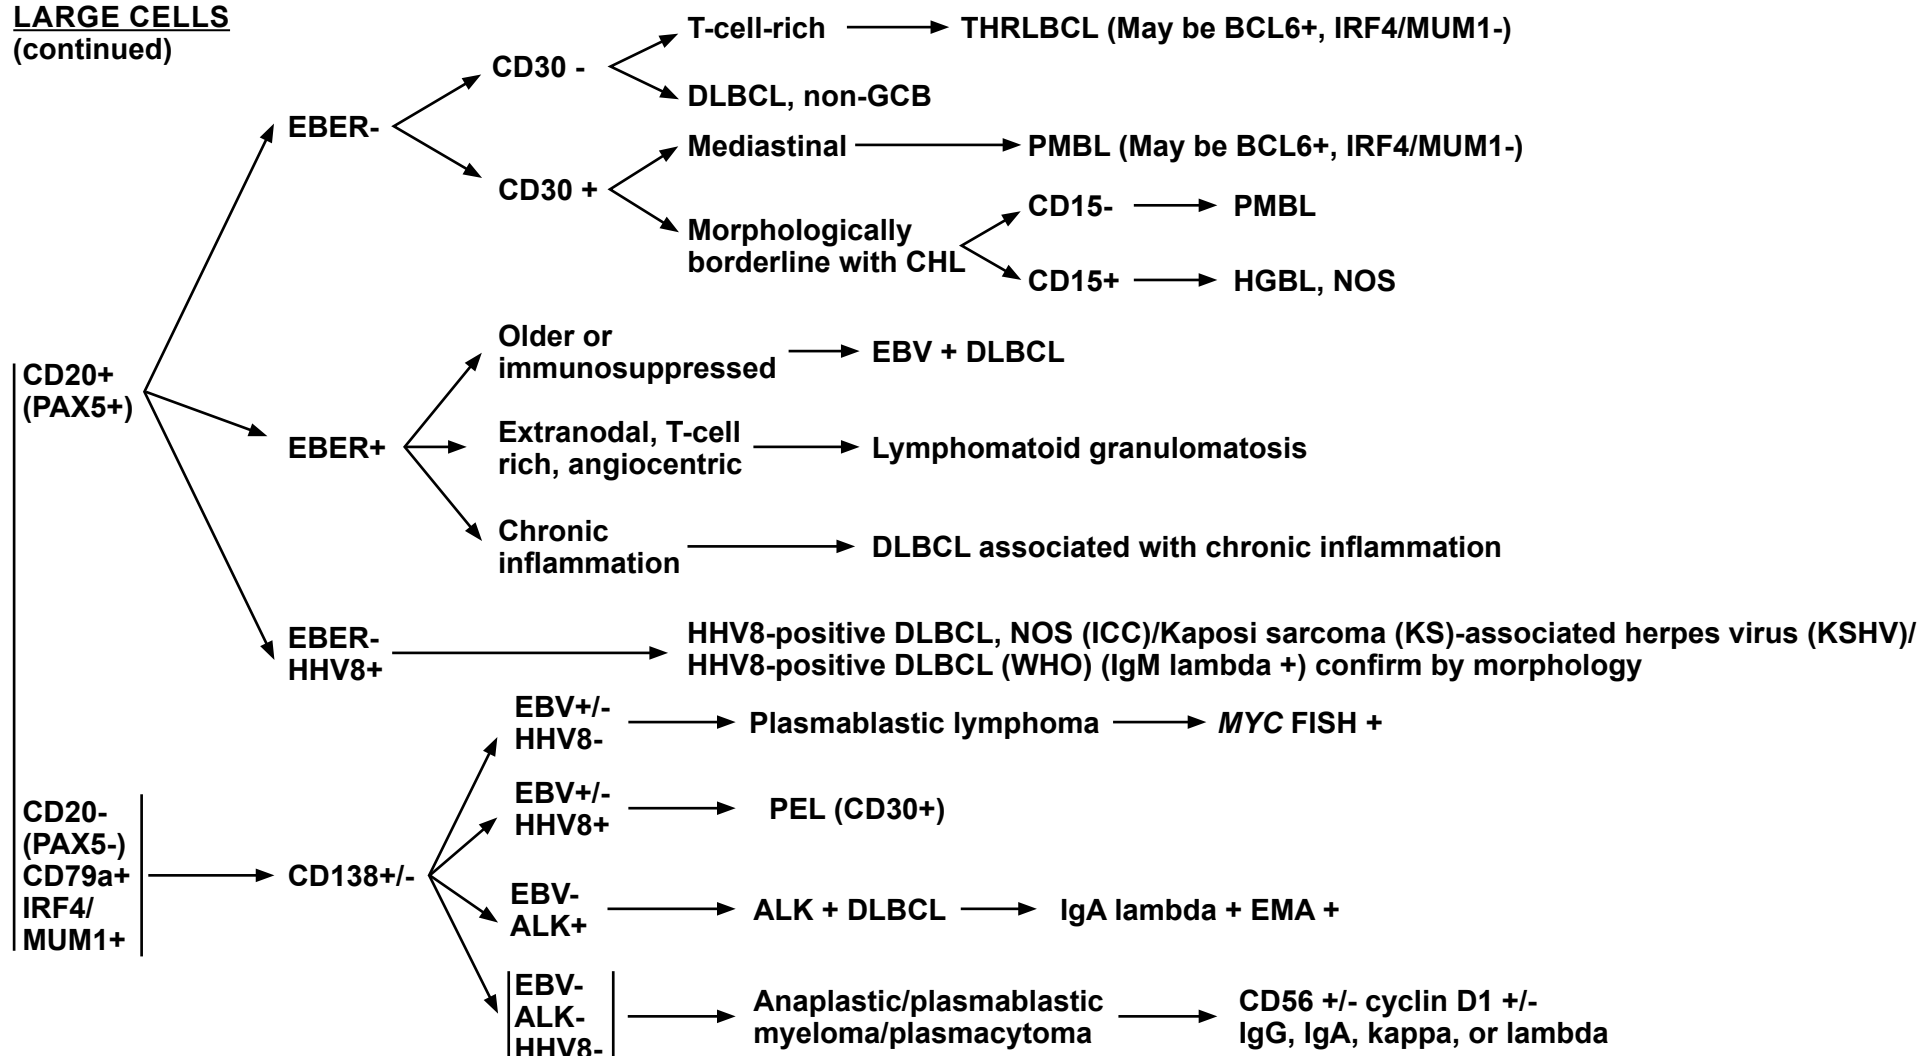 LARGE CELLS
(continued)
CD20+
(PAX5+)
EBER-
CD30 -
T-cell-rich
THRLBCL (May be BCL6+, IRF4/MUM1-)
DLBCL, non-GCB
CD30 +
Mediastinal
PMBL (May be BCL6+, IRF4/MUM1-)
Morphologically
borderline with CHL
CD15-
PMBL
CD15+
HGBL, NOS
EBER+
Older or
immunosuppressed
EBV + DLBCL
Extranodal, T-cell
rich, angiocentric
Lymphomatoid granulomatosis
Chronic
inflammation
DLBCL associated with chronic inflammation
EBER-
HHV8+
HHV8-positive DLBCL, NOS (ICC)/Kaposi sarcoma (KS)-associated herpes virus (KSHV)/
HHV8-positive DLBCL (WHO) (IgM lambda +) confirm by morphology
CD20-
(PAX5-)
CD79a+
IRF4/
MUM1+
CD138+/-
EBV+/-
HHV8-
Plasmablastic lymphoma
MYC FISH +
EBV+/-
HHV8+
PEL (CD30+)
EBV-
ALK+
ALK + DLBCL
IgA lambda + EMA +
EBV-
ALK-
HHV8-
Anaplastic/plasmablastic
myeloma/plasmacytoma
CD56 +/- cyclin D1 +/-
IgG, IgA, kappa, or lambda